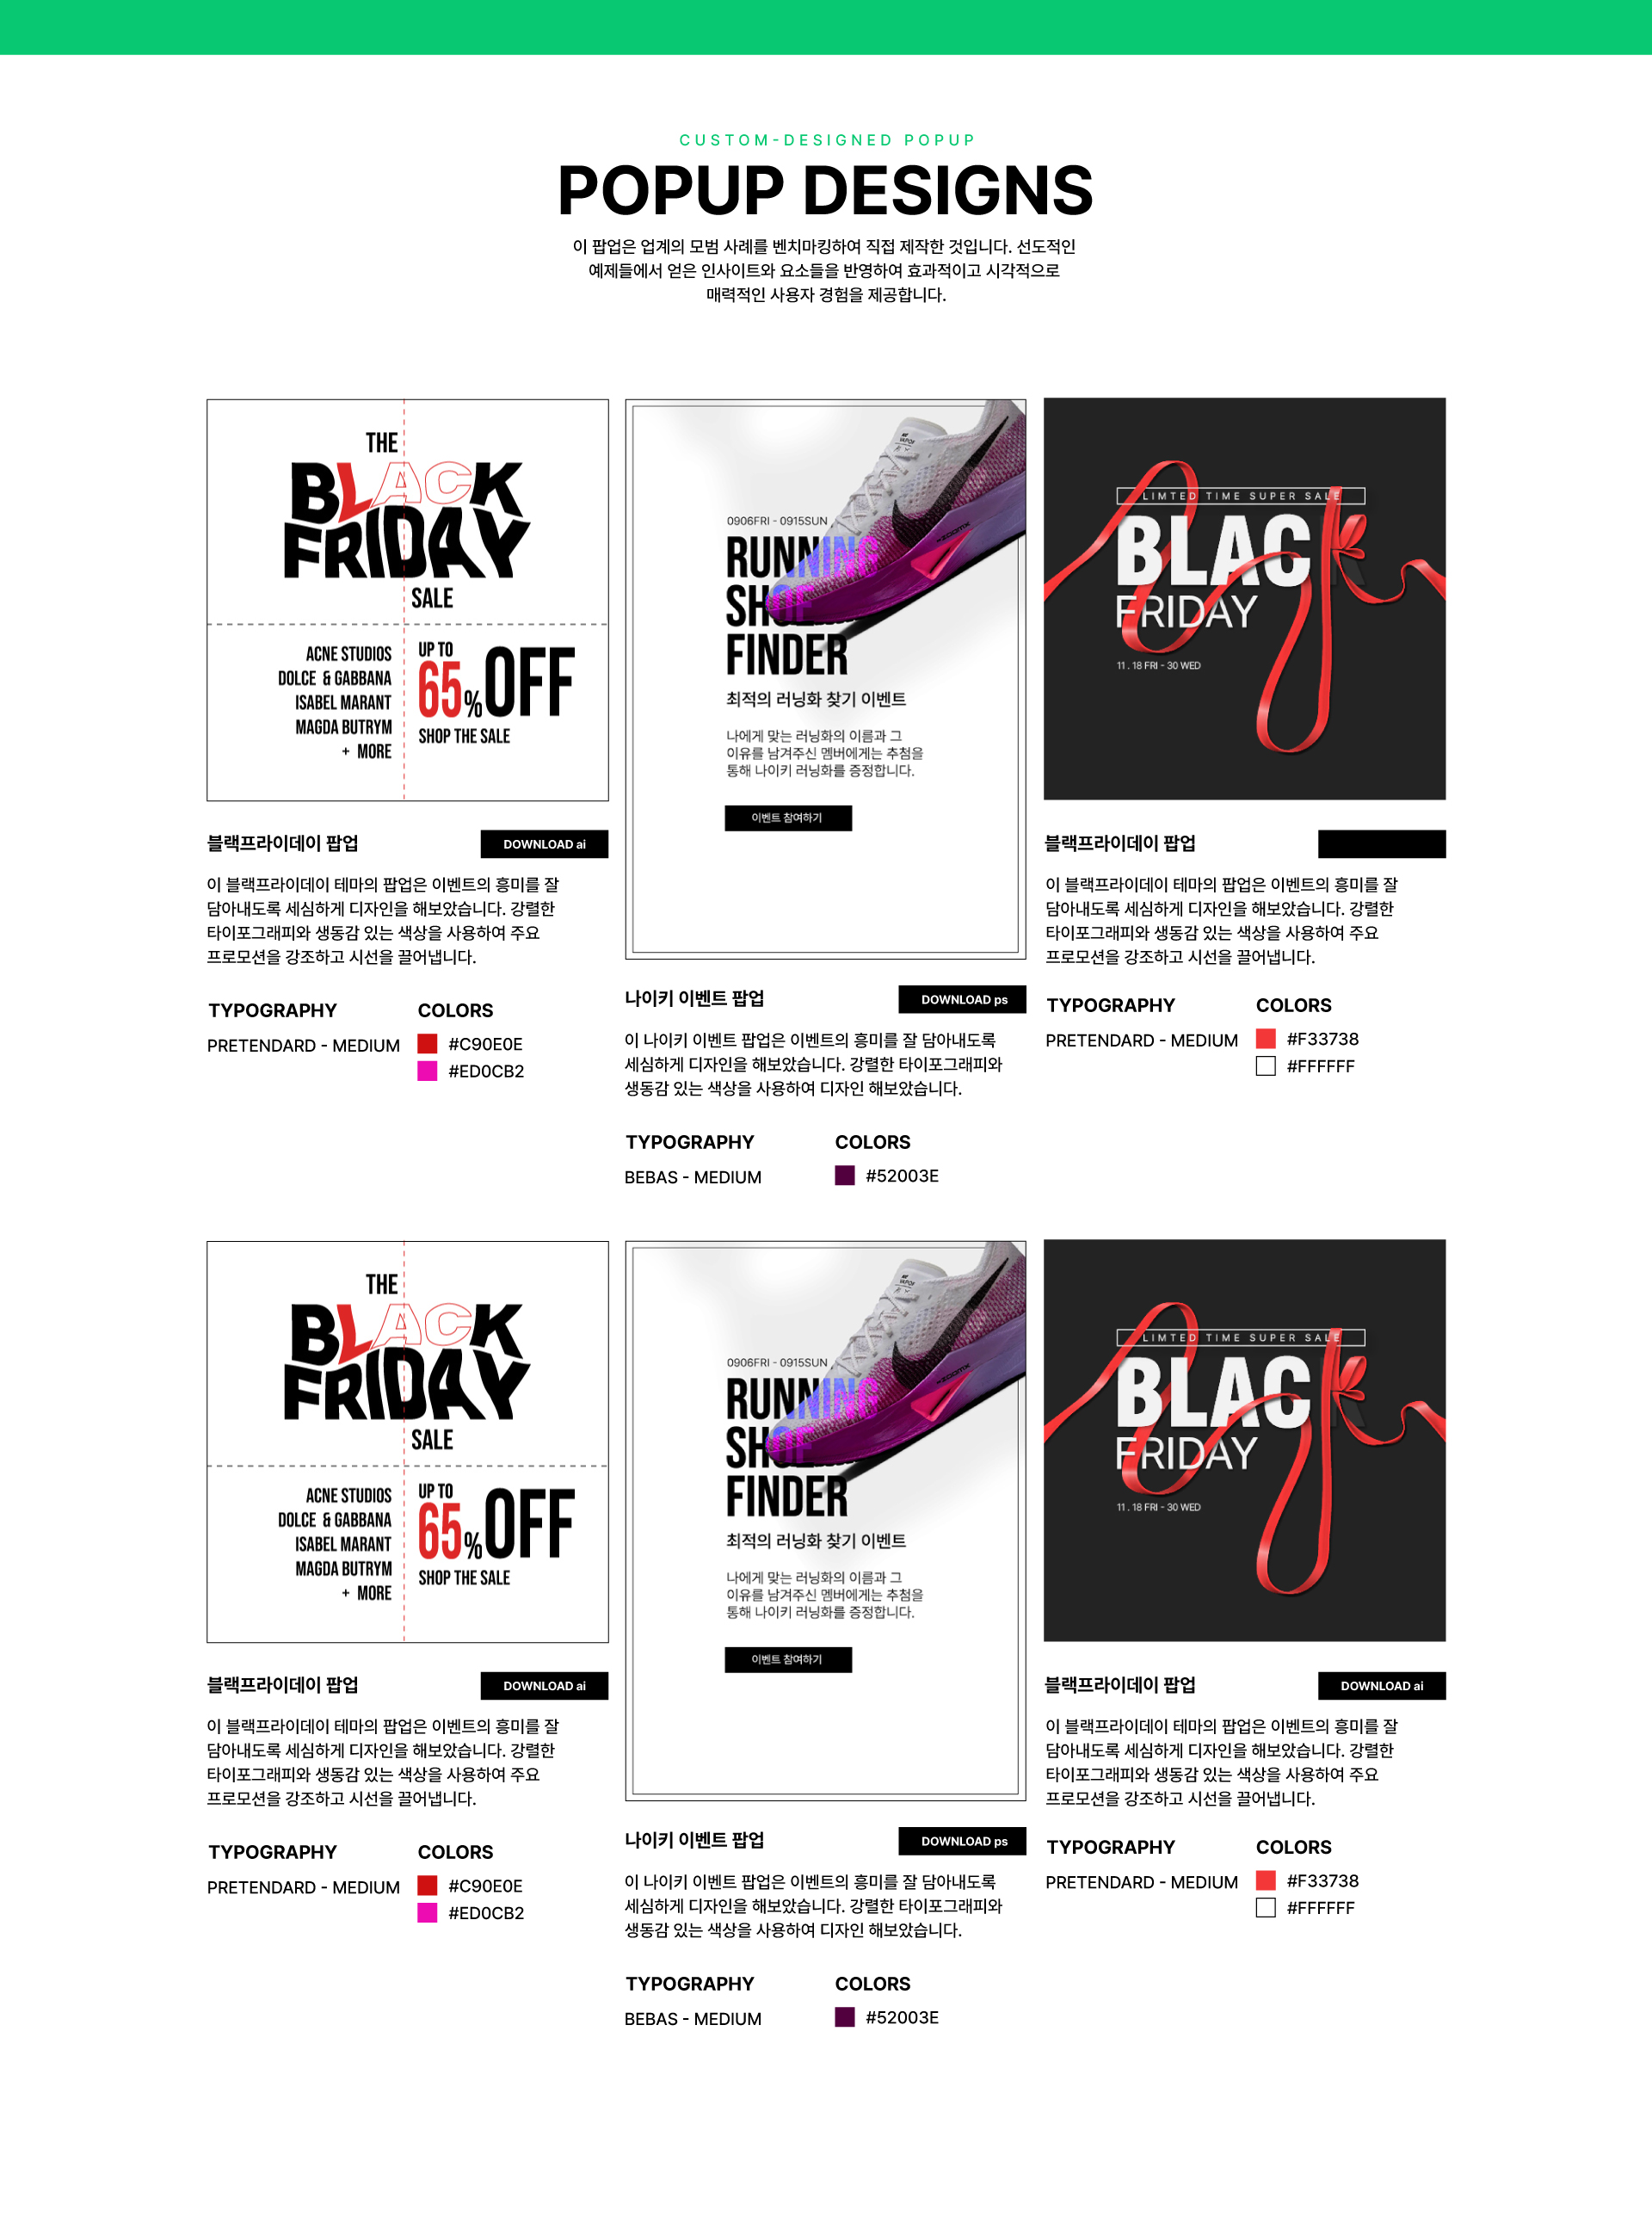 CUSTOM-DESIGNED POPUP
POPUP DESIGNS
이 팝업은 업계의 모범 사례를 벤치마킹하여 직접 제작한 것입니다. 선도적인
예제들에서 얻은 인사이트와 요소들을 반영하여 효과적이고 시각적으로
매력적인 사용자 경험을 제공합니다.
THE
BLACK
FRIDAY
SALE
ACNE STUDIOS
DOLCE & GABBANA
ISABEL MARANT
MAGDA BUTRYM
+ MORE
UP TO
65%OFF
SHOP THE SALE
블랙프라이데이 팝업
DOWNLOAD ai
이 블랙프라이데이 테마의 팝업은 이벤트의 흥미를 잘
담아내도록 세심하게 디자인을 해보았습니다. 강렬한
타이포그래피와 생동감 있는 색상을 사용하여 주요
프로모션을 강조하고 시선을 끌어냅니다.
TYPOGRAPHY
PRETENDARD - MEDIUM
COLORS
#C90E0E
#ED0CB2
0906FRI - 0915SUN
RUNNING
SHOE
FINDER
최적의 러닝화 찾기 이벤트
나에게 맞는 러닝화의 이름과 그
이유를 남겨주신 멤버에게는 추첨을
통해 나이키 러닝화를 증정합니다.
이벤트 참여하기
나이키 이벤트 팝업
DOWNLOAD ps
이 나이키 이벤트 팝업은 이벤트의 흥미를 잘 담아내도록
세심하게 디자인을 해보았습니다. 강렬한 타이포그래피와
생동감 있는 색상을 사용하여 디자인 해보았습니다.
TYPOGRAPHY
BEBAS - MEDIUM
COLORS
#52003E
LIMTED TIME SUPER SALE
BLACK
FRIDAY
11 . 18 FRI - 30 WED
블랙프라이데이 팝업
이 블랙프라이데이 테마의 팝업은 이벤트의 흥미를 잘
담아내도록 세심하게 디자인을 해보았습니다. 강렬한
타이포그래피와 생동감 있는 색상을 사용하여 주요
프로모션을 강조하고 시선을 끌어냅니다.
TYPOGRAPHY
PRETENDARD - MEDIUM
COLORS
#F33738
#FFFFFF
THE
BLACK
FRIDAY
SALE
ACNE STUDIOS
DOLCE & GABBANA
ISABEL MARANT
MAGDA BUTRYM
+ MORE
UP TO
65%OFF
SHOP THE SALE
블랙프라이데이 팝업
DOWNLOAD ai
이 블랙프라이데이 테마의 팝업은 이벤트의 흥미를 잘
담아내도록 세심하게 디자인을 해보았습니다. 강렬한
타이포그래피와 생동감 있는 색상을 사용하여 주요
프로모션을 강조하고 시선을 끌어냅니다.
TYPOGRAPHY
PRETENDARD - MEDIUM
COLORS
#C90E0E
#ED0CB2
0906FRI - 0915SUN
RUNNING
SHOE
FINDER
최적의 러닝화 찾기 이벤트
나에게 맞는 러닝화의 이름과 그
이유를 남겨주신 멤버에게는 추첨을
통해 나이키 러닝화를 증정합니다.
이벤트 참여하기
나이키 이벤트 팝업
DOWNLOAD ps
이 나이키 이벤트 팝업은 이벤트의 흥미를 잘 담아내도록
세심하게 디자인을 해보았습니다. 강렬한 타이포그래피와
생동감 있는 색상을 사용하여 디자인 해보았습니다.
TYPOGRAPHY
BEBAS - MEDIUM
COLORS
#52003E
LIMTED TIME SUPER SALE
BLACK
FRIDAY
11 . 18 FRI - 30 WED
블랙프라이데이 팝업
DOWNLOAD ai
이 블랙프라이데이 테마의 팝업은 이벤트의 흥미를 잘
담아내도록 세심하게 디자인을 해보았습니다. 강렬한
타이포그래피와 생동감 있는 색상을 사용하여 주요
프로모션을 강조하고 시선을 끌어냅니다.
TYPOGRAPHY
PRETENDARD - MEDIUM
COLORS
#F33738
#FFFFFF